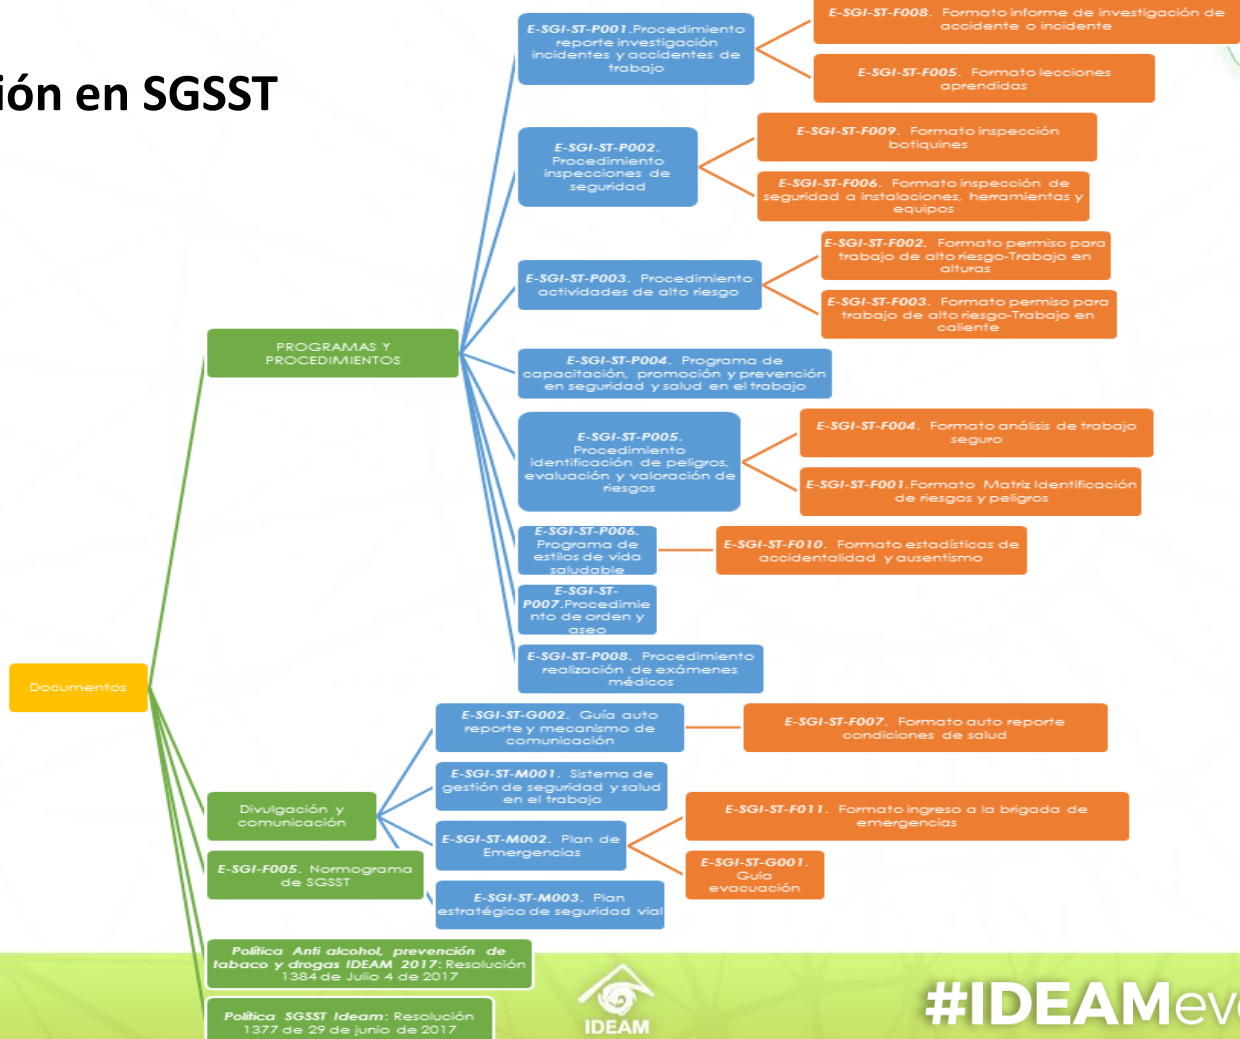 ión en SGSST
Documentos
PROGRAMAS Y
PROCEDIMIENTOS
E-SGI-ST-P001.Procedimiento
reporte investigación
incidentes y accidentes de
trabajo
E-SGI-ST-F008. Formato informe de investigación de
accidente o incidente
E-SGI-ST-F005. Formato lecciones
aprendidas
E-SGI-ST-P002.
Procedimiento
inspecciones de
seguridad
E-SGI-ST-F009. Formato inspección
botiquines
E-SGI-ST-F006. Formato inspección de
seguridad a instalaciones, herramientas y
equipos
E-SGI-ST-P003. Procedimiento
actividades de alto riesgo
E-SGI-ST-F002. Formato permiso para
trabajo de alto riesgo-Trabajo en
alturas
E-SGI-ST-F003. Formato permiso para
trabajo de alto riesgo-Trabajo en
caliente
E-SGI-ST-P004. Programa de
capacitación, promoción y prevención
en seguridad y salud en el trabajo
E-SGI-ST-P005.
Procedimiento
identificación de peligros,
evaluación y valoración de
riesgos
E-SGI-ST-F004. Formato análisis de trabajo
seguro
E-SGI-ST-F001.Formato Matriz Identificación
de riesgos y peligros
E-SGI-ST-P006.
Programa de
estilos de vida
saludable
E-SGI-ST-F010. Formato estadísticas de
accidentalidad y ausentismo
E-SGI-ST-
P007.Procedimie
nto de orden y
aseo
E-SGI-ST-P008. Procedimiento
realización de exámenes
médicos
Divulgación y
comunicación
E-SGI-ST-G002. Guía auto
reporte y mecanismo de
comunicación
E-SGI-ST-F007. Formato auto reporte
condiciones de salud
E-SGI-ST-M001. Sistema de
gestión de seguridad y salud
en el trabajo
E-SGI-ST-M002. Plan de
Emergencias
E-SGI-ST-F011. Formato ingreso a la brigada de
emergencias
E-SGI-ST-G001.
Guia
evacuación
E-SGI-ST-M003. Plan
estratégico de seguridad vial
E-SGI-F005. Normograma
de SGSST
Política Anti alcohol, prevención de
tabaco y drogas IDEAM 2017: Resolución
1384 de Julio 4 de 2017
Política SGSST Ideam: Resolución
1377 de 29 de junio de 2017
IDEAM
#IDEAMevo